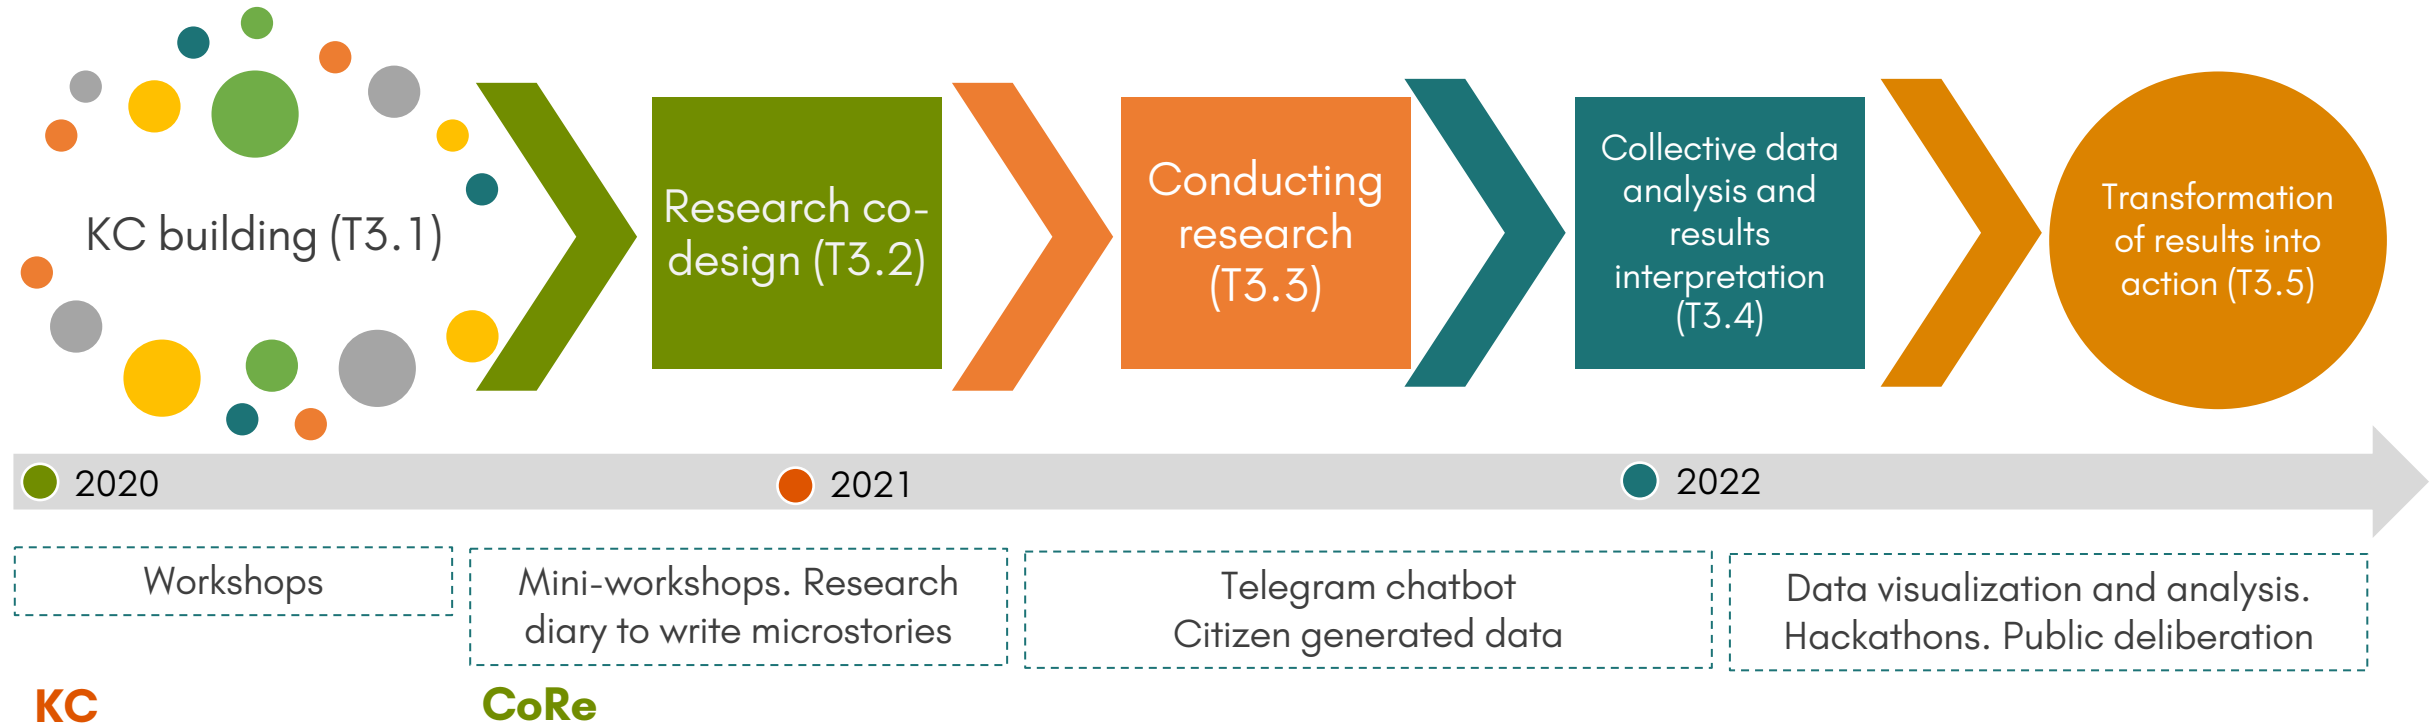 KC building (T3.1)
Research co-
design (T3.2)
Conducting
research
(T3.3)
Collective data
analysis and
results
interpretation
(T3.4)
Transformation
of results into
action (T3.5)
2020
2021
2022
Workshops
Mini-workshops. Research
diary to write microstories
Telegram chatbot
Citizen generated data
Data visualization and analysis.
Hackathons. Public deliberation
KC
CoRe